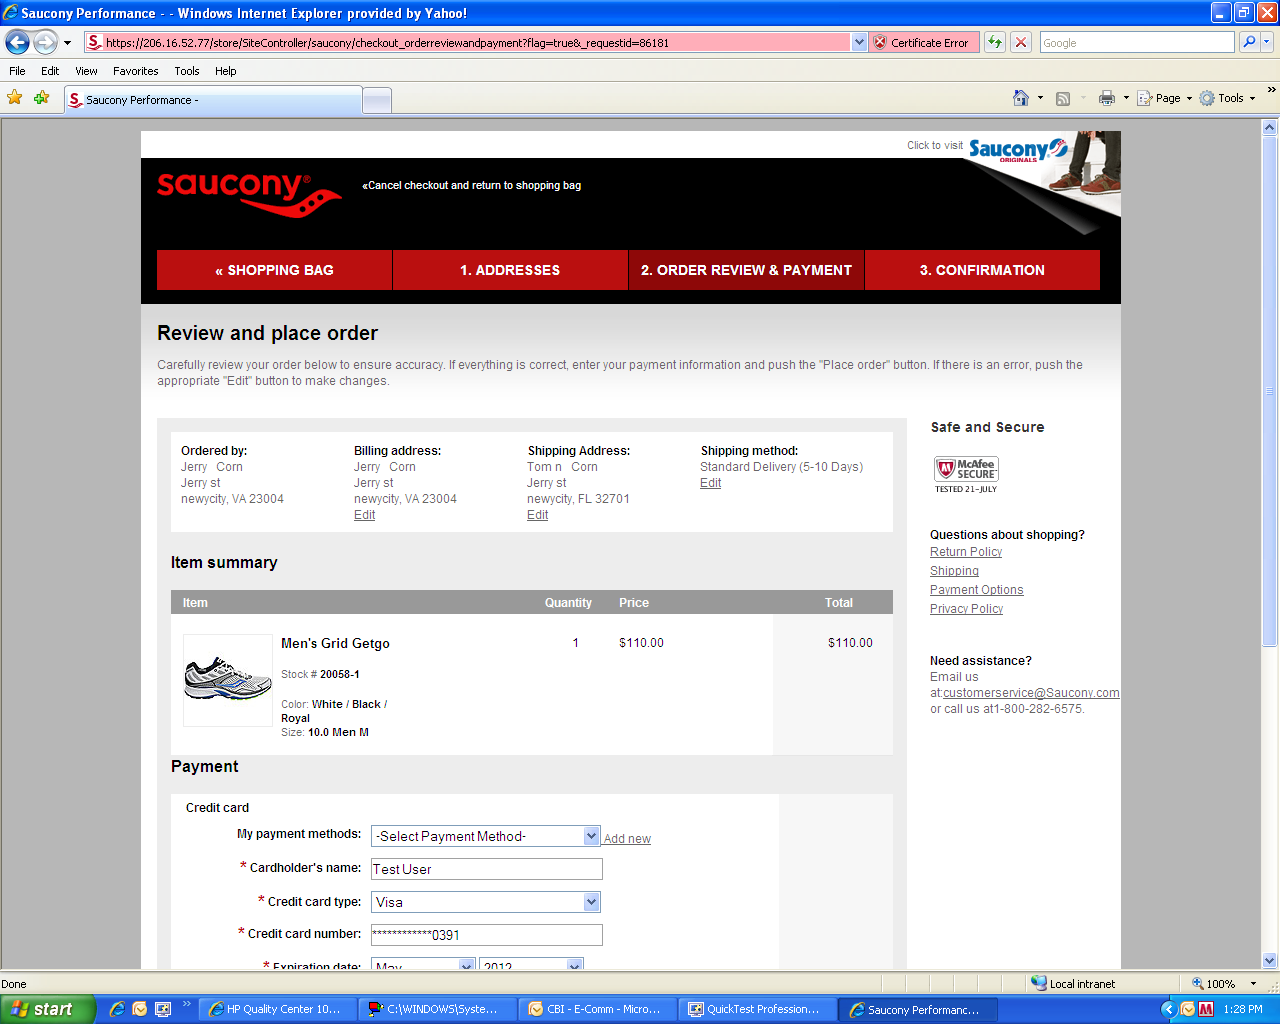 Saucony Performance - - Windows Internet Explorer provided by Yahoo!
https://206.16.52.77/store/SiteController/saucony/checkout_orderreviewandpayment?flag=true&_requestid=86181
Certificate Error
Google
File Edit View Favorites Tools Help
Saucony Performance -
Page Tools
Click to visit Saucony ORIGINALS
saucony
«Cancel checkout and return to shopping bag
« SHOPPING BAG
1. ADDRESSES
2. ORDER REVIEW & PAYMENT
3. CONFIRMATION
Review and place order
Carefully review your order below to ensure accuracy. If everything is correct, enter your payment information and push the "Place order" button. If there is an error, push the
appropriate "Edit" button to make changes.
Ordered by:
Jerry Corn
Jerry st
newycity, VA 23004
Billing address:
Jerry Corn
Jerry st
newycity, VA 23004
Edit
Shipping Address:
Tom n Corn
Jerry st
newycity, FL 32701
Edit
Shipping method:
Standard Delivery (5-10 Days)
Edit
Safe and Secure
McAfee
SECURE
TESTED 21-JULY
Questions about shopping?
Return Policy
Shipping
Payment Options
Privacy Policy
Need assistance?
Email us
at:customerservice@Saucony.com
or call us at1-800-282-6575.
Item summary
Item Quantity Price Total
Men's Grid Getgo 1 $110.00 $110.00
Stock # 20058-1
Color: White / Black /
Royal
Size: 10.0 Men M
Payment
Credit card
My payment methods: -Select Payment Method- Add new
* Cardholder's name: Test User
* Credit card type: Visa
* Credit card number: ************0391
* Expiration date: May 2012
Done
Local intranet
100%
start
HP Quality Center 10...
C:\WINDOWS\Syste...
CBI - E-Comm - Micro...
QuickTest Profession...
Saucony Performanc...
1:28 PM